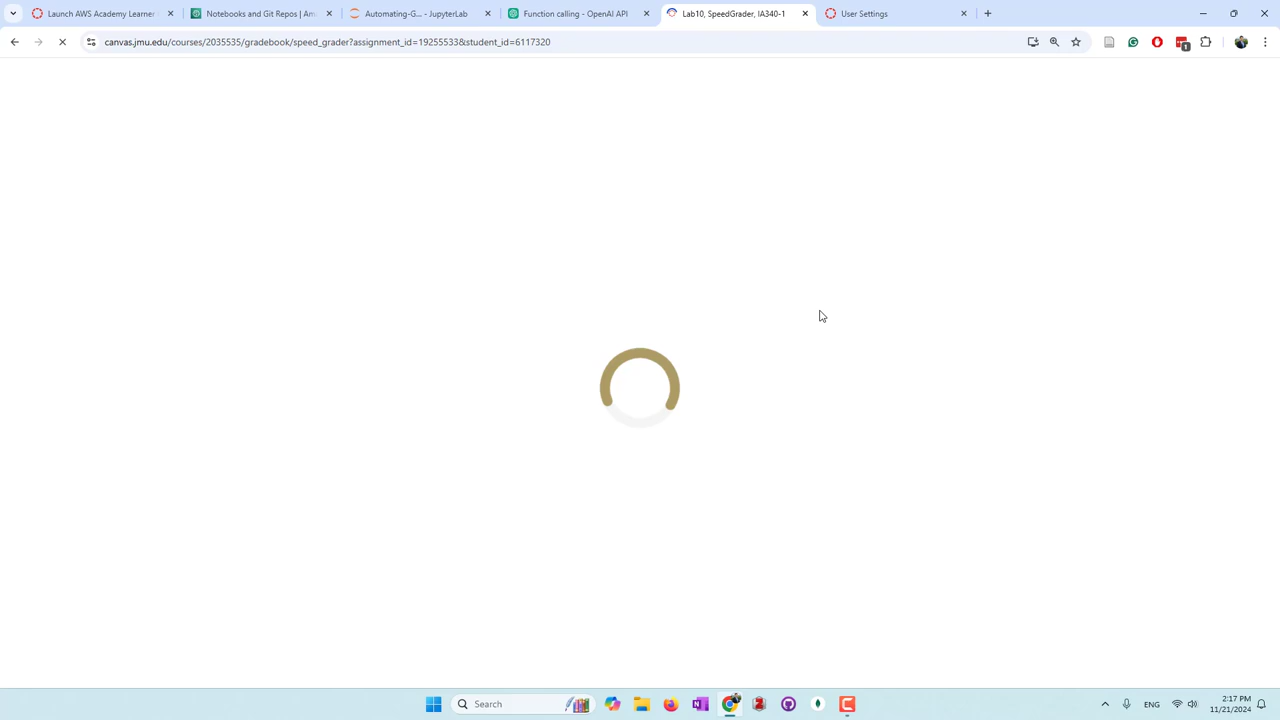 Launch AWS Academy Learner
Notebooks and Git Repos | Am
Automating-G... - JupyterLab
Function calling - OpenAI API
Lab10, SpeedGrader, IA340-1
User Settings
canvas.jmu.edu/courses/2035535/gradebook/speed_grader?assignment_id=19255533&student_id=6117320
1
Search
ENG
2:17 PM
11/21/2024